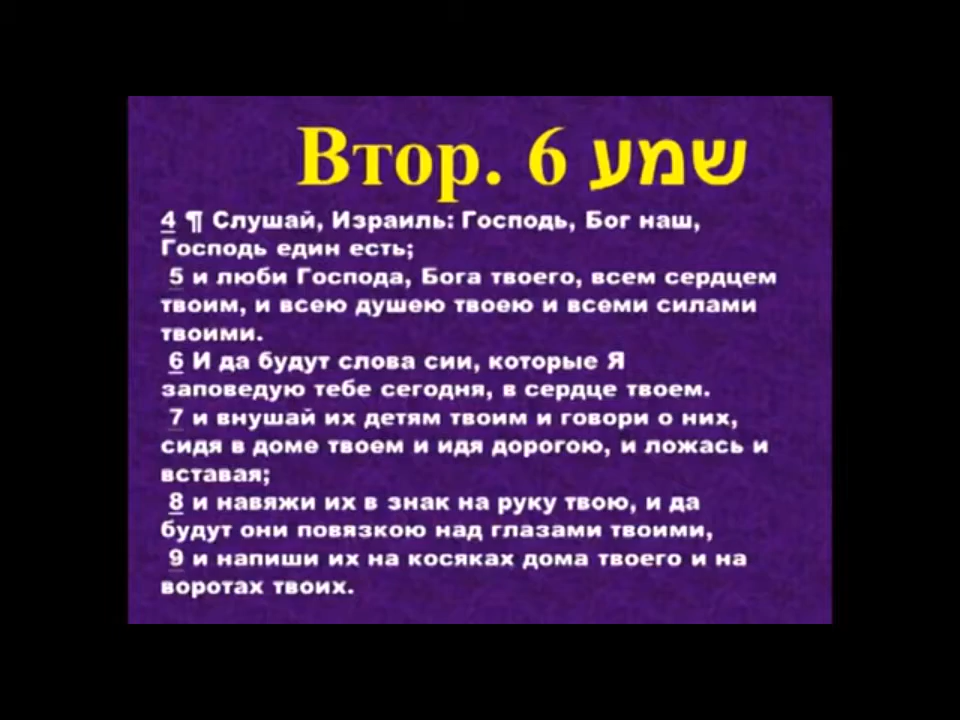 Втор. 6 שמע
4 ¶ Слушай, Израиль: Господь, Бог наш,
Господь един есть;
5 и люби Господа, Бога твоего, всем сердцем
твоим, и всею душею твоею и всеми силами
твоими.
6 И да будут слова сии, которые Я
заповедую тебе сегодня, в сердце твоем.
7 и внушай их детям твоим и говори о них,
сидя в доме твоем и идя дорогою, и ложась и
вставая;
8 и навяжи их в знак на руку твою, и да
будут они повязкою над глазами твоими,
9 и напиши их на косяках дома твоего и на
воротах твоих.